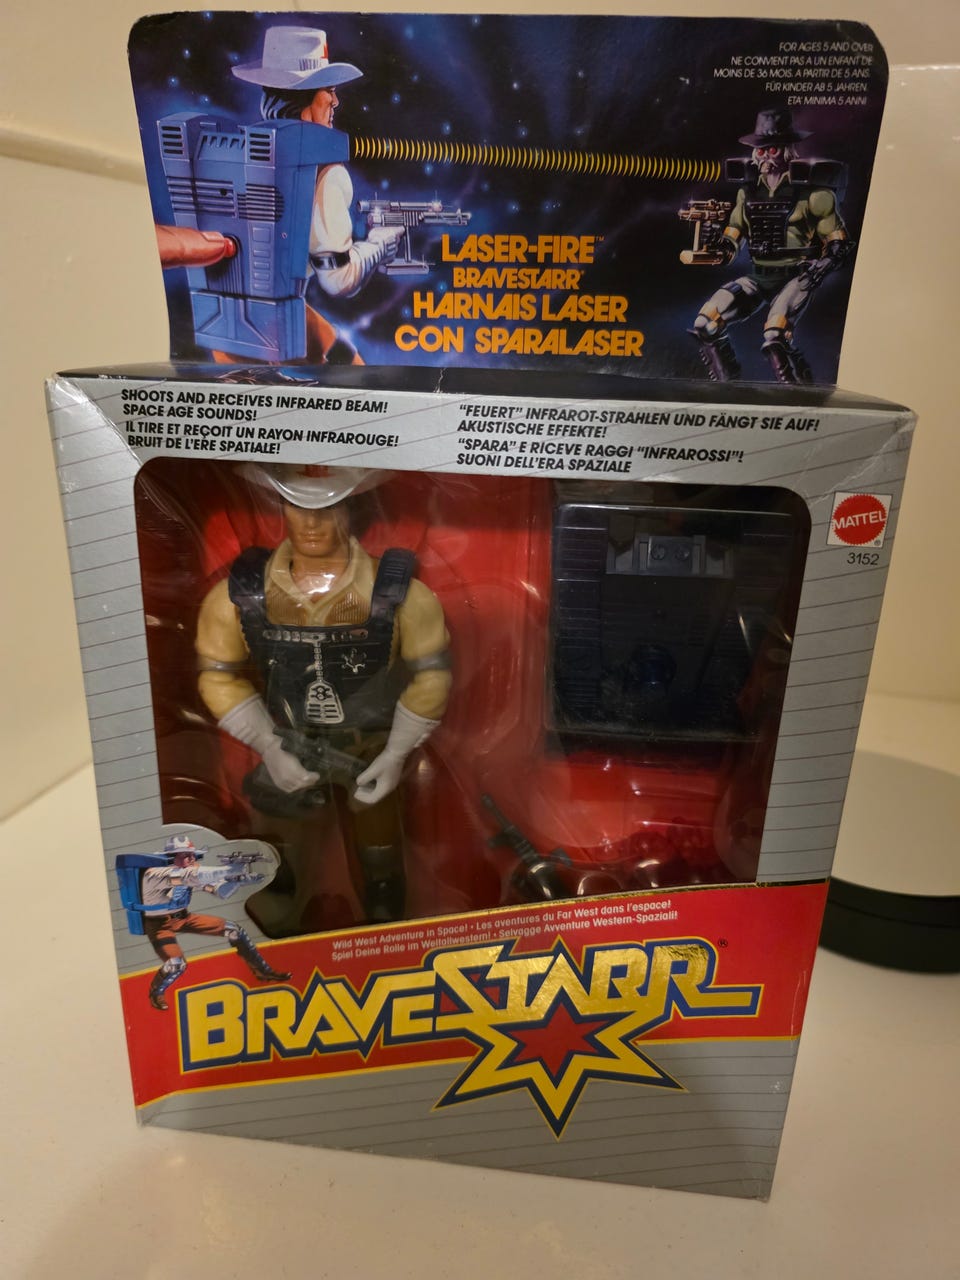 FOR AGES 5 AND OVER
NE CONVIENT PAS A UN ENFANT DE
MOINS DE 36 MOIS. A PARTIR DE 5 ANS.
FÜR KINDER AB 5 JAHREN.
ETA' MINIMA 5 ANNI
LASER-FIRE™
BRAVESTARR®
HARNAIS LASER
CON SPARALASER
SHOOTS AND RECEIVES INFRARED BEAM!
SPACE AGE SOUNDS!
IL TIRE ET REÇOIT UN RAYON INFRAROUGE!
BRUIT DE L'ERE SPATIALE!
"FEUERT" INFRAROT-STRAHLEN UND FÄNGT SIE AUF!
AKUSTISCHE EFFEKTE!
"SPARA" E RICEVE RAGGI "INFRAROSSI"!
SUONI DELL'ERA SPAZIALE
MATTEL®
3152
Wild West Adventure in Space! • Les aventures du Far West dans l'espace!
Spiel Deine Rolle im Weltallwestern! • Selvagge Avventure Western-Spaziali!
BRAVESTARR®